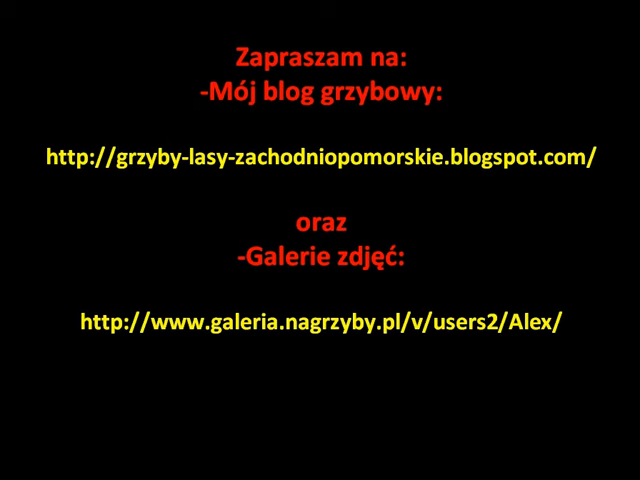 Zapraszam na:
-Mój blog grzybowy:
http://grzyby-lasy-zachodniopomorskie.blogspot.com/
oraz
-Galerie zdjęć:
http://www.galeria.nagrzyby.pl/v/users2/Alex/